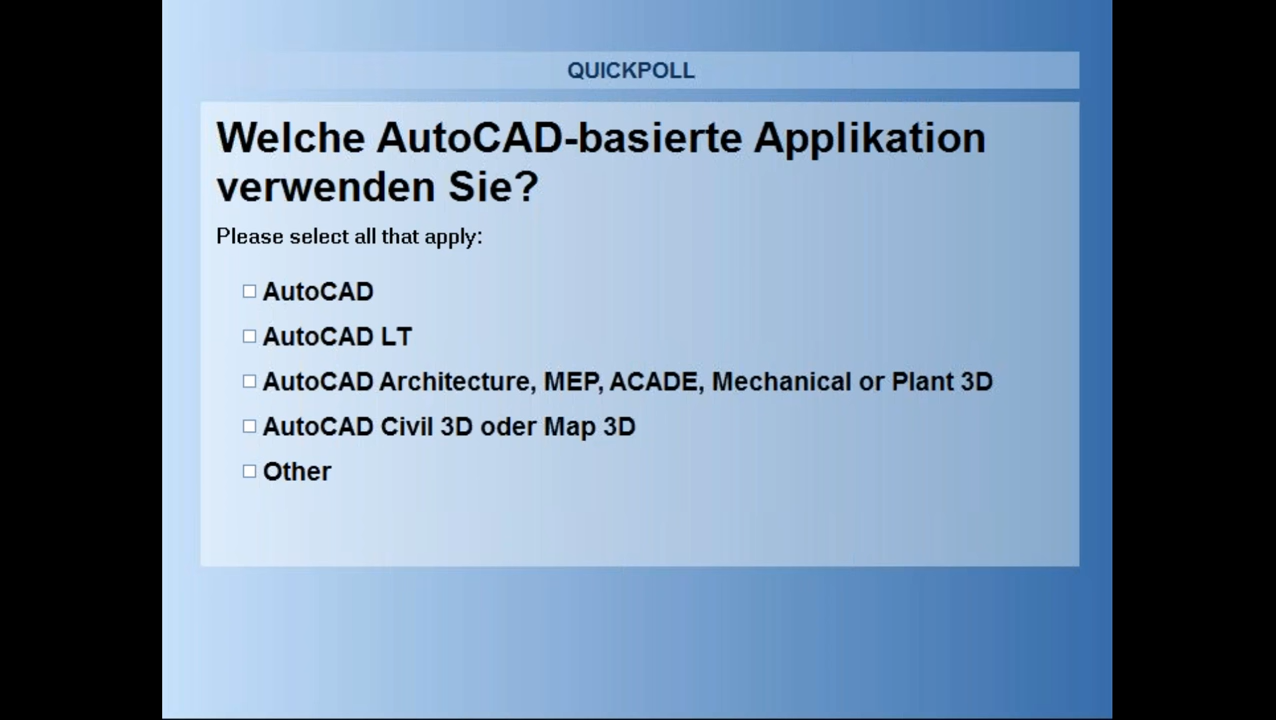 QUICKPOLL
Welche AutoCAD-basierte Applikation
verwenden Sie?
Please select all that apply:
AutoCAD
AutoCAD LT
AutoCAD Architecture, MEP, ACADE, Mechanical or Plant 3D
AutoCAD Civil 3D oder Map 3D
Other